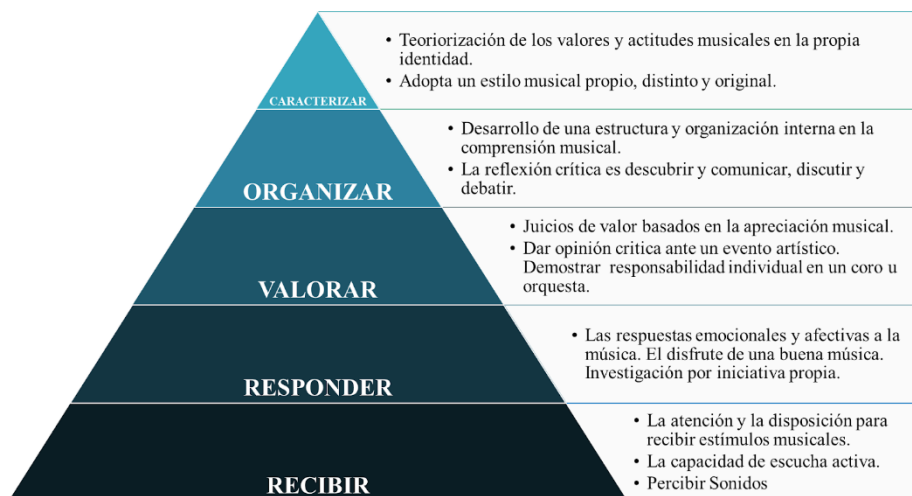 • Teoriorización de los valores y actitudes musicales en la propia
identidad.
• Adopta un estilo musical propio, distinto y original.
CARACTERIZAR
• Desarrollo de una estructura y organización interna en la
comprensión musical.
• La reflexión crítica es descubrir y comunicar, discutir y
debatir.
ORGANIZAR
• Juicios de valor basados en la apreciación musical.
• Dar opinión critica ante un evento artístico.
Demostrar responsabilidad individual en un coro u
orquesta.
VALORAR
• Las respuestas emocionales y afectivas a la
música. El disfrute de una buena música.
Investigación por iniciativa propia.
RESPONDER
• La atención y la disposición para
recibir estímulos musicales.
• La capacidad de escucha activa.
• Percibir Sonidos
RECIBIR